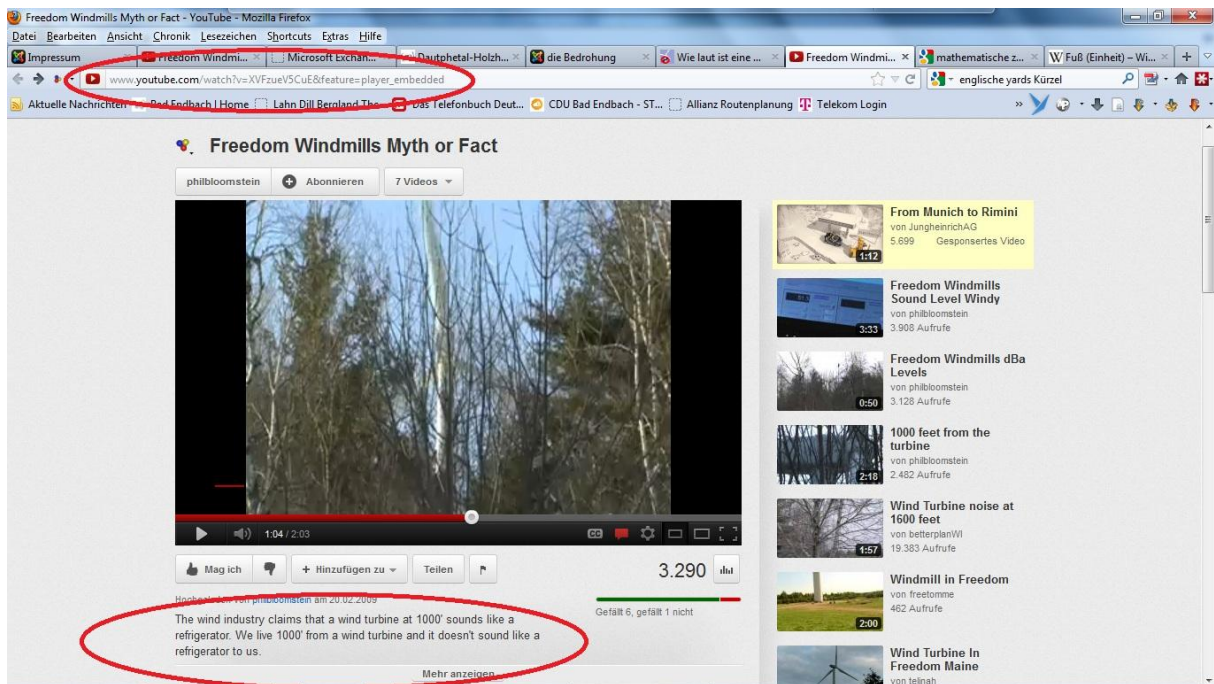 Freedom Windmills Myth or Fact - YouTube - Mozilla Firefox
Datei Bearbeiten Ansicht Chronik Lesezeichen Shortcuts Extras Hilfe
Impressum Freedom Windmi... Microsoft Exchan... Dautphetal-Holzh... die Bedrohung Wie laut ist eine ... Freedom Windmi... mathematische z... Fuß (Einheit) – Wi...
www.youtube.com/watch?v=XVFzueV5CuE&feature=player_embedded englische yards Kürzel
Aktuelle Nachrichten Bad Endbach | Home Lahn Dill Bergland The... Das Telefonbuch Deut... CDU Bad Endbach - ST... Allianz Routenplanung Telekom Login
Freedom Windmills Myth or Fact
philbloomstein Abonnieren 7 Videos
1:04 / 2:03
CC
Mag ich Hinzufügen zu Teilen 3.290
Hochgeladen von philbloomstein am 20.02.2009
Gefällt 6, gefällt 1 nicht
The wind industry claims that a wind turbine at 1000' sounds like a
refrigerator. We live 1000' from a wind turbine and it doesn't sound like a
refrigerator to us.
Mehr anzeigen
From Munich to Rimini
von JungheinrichAG
5.699 Gesponsertes Video
1:12
Freedom Windmills
Sound Level Windy
von philbloomstein
3.908 Aufrufe
3:33
Freedom Windmills dBa
Levels
von philbloomstein
3.128 Aufrufe
0:50
1000 feet from the
turbine
von philbloomstein
2.482 Aufrufe
2:18
Wind Turbine noise at
1600 feet
von betterplanWI
19.383 Aufrufe
1:57
Windmill in Freedom
von freetomme
462 Aufrufe
2:00
Wind Turbine In
Freedom Maine
von telinah